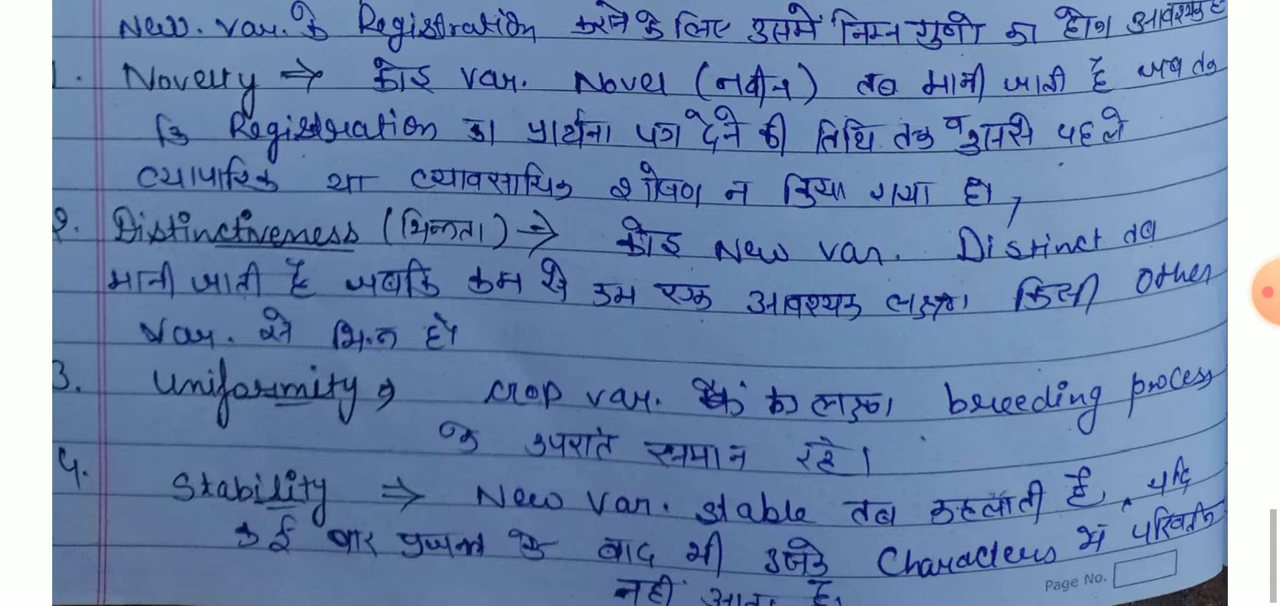 New. var. के Registration करने के लिए उसमें निम्न गुणों का होना आवश्यक है
1. Novelty ⇒ कोइ var. Novel (नवीन) तब मानी जाती है जब तक
कि Registration का प्रार्थना पत्र देने की तिथि तक व उससे पहले
व्यापारिक या व्यावसायिक शोषण न किया गया हो,
2. Distinctiveness (भिन्नता) ⇒ कोइ New var. Distinct तब
मानी जाती है जबकि कम से कम एक आवश्यक लक्षण किसी other
var. से भिन्न हो
3. Uniformity ⇒ crop var. का लक्षण breeding process
के उपरांत समान रहे।
4. Stability ⇒ New var. stable तब कहलाती है, यदि
कई बार प्रजनन के बाद भी उनके Characters में परिवर्तन
नहीं आता है।
Page No.